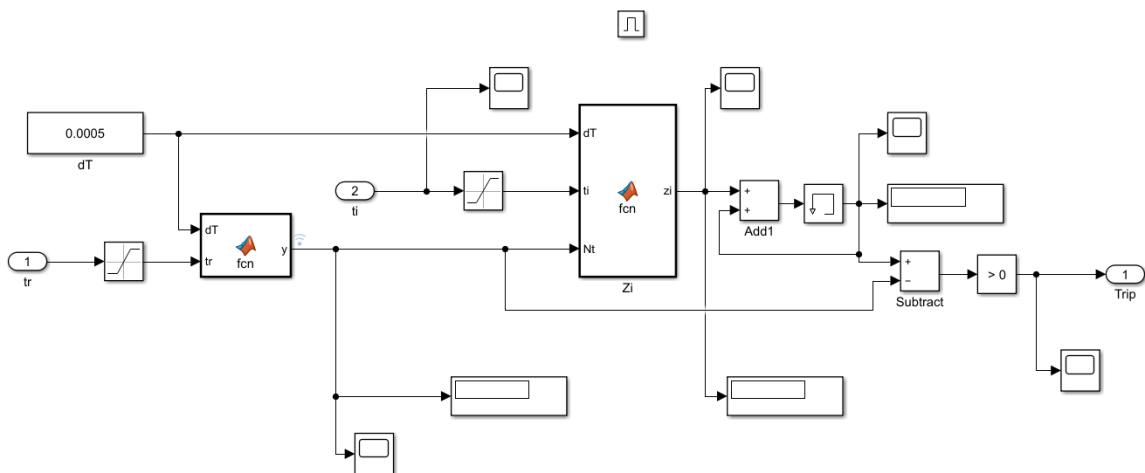 0.0005
dT
dT
ti
Nt
zi
fcn
Zi
2
ti
dT
tr
y
fcn
1
tr
+
+
Add1
+
−
Subtract
> 0
1
Trip